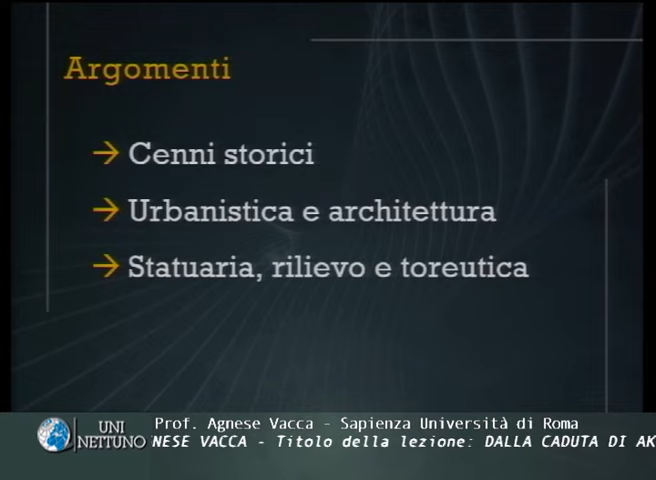 Argomenti
→ Cenni storici
→ Urbanistica e architettura
→ Statuaria, rilievo e toreutica
UNI NETTUNO
Prof. Agnese Vacca - Sapienza Università di Roma
NESE VACCA - Titolo della lezione: DALLA CADUTA DI AK